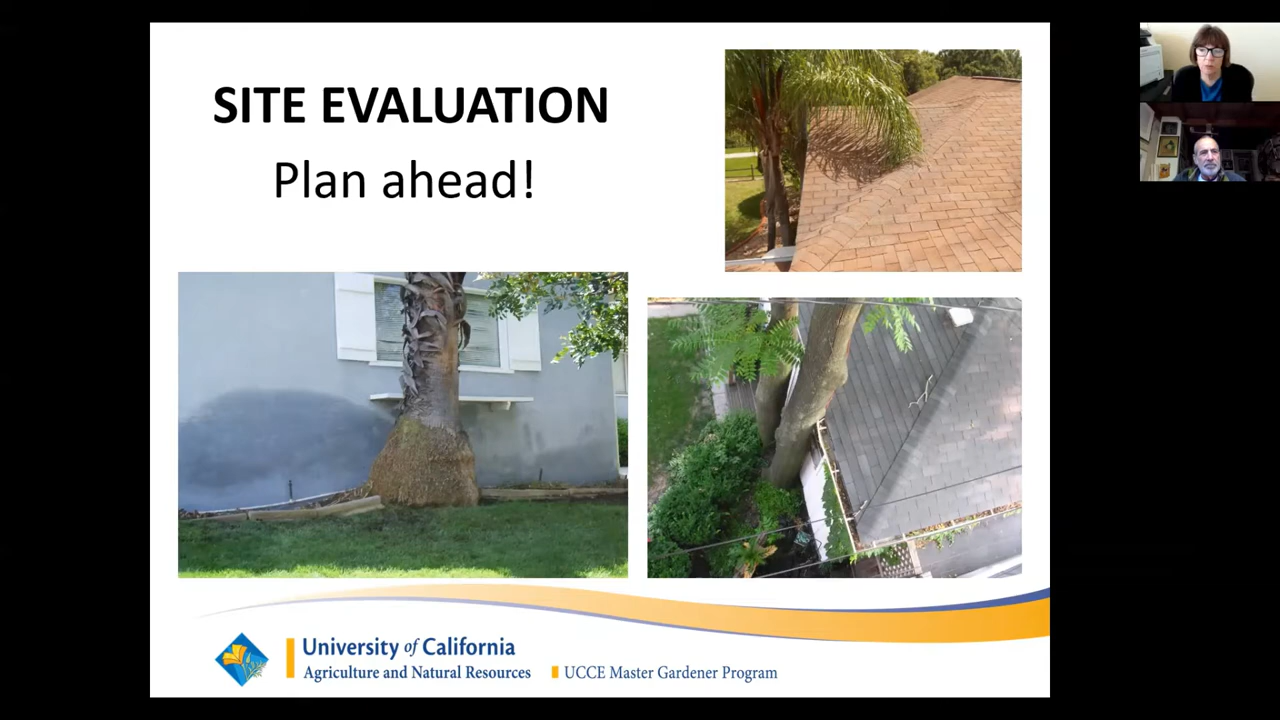 SITE EVALUATION
Plan ahead!
University of California
Agriculture and Natural Resources
UCCE Master Gardener Program